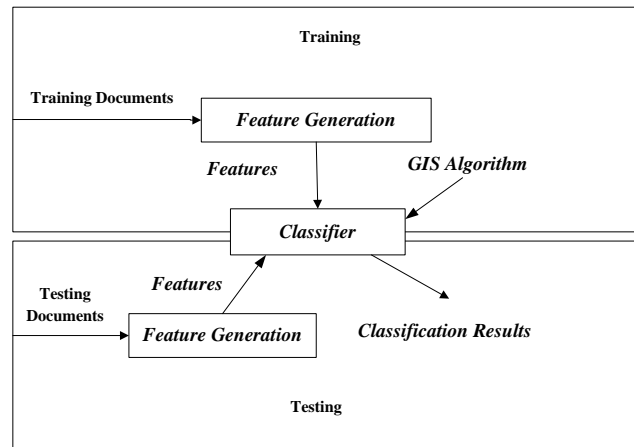 Training
Training Documents
Feature Generation
Features
GIS Algorithm
Classifier
Features
Testing
Documents
Feature Generation
Classification Results
Testing